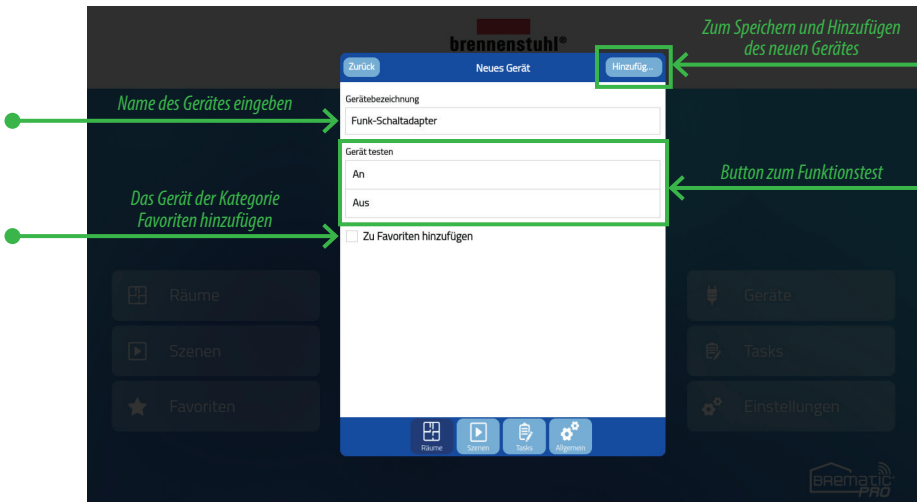 brennenstuhl®
Zum Speichern und Hinzufügen
des neuen Gerätes
Zurück
Neues Gerät
Hinzufüg...
Name des Gerätes eingeben
Gerätebezeichnung
Funk-Schaltadapter
Gerät testen
An
Aus
Button zum Funktionstest
Das Gerät der Kategorie
Favoriten hinzufügen
Zu Favoriten hinzufügen
Räume
Szenen
Favoriten
Geräte
Tasks
Einstellungen
Räume
Szenen
Tasks
Allgemein
BREMATIC
PRO